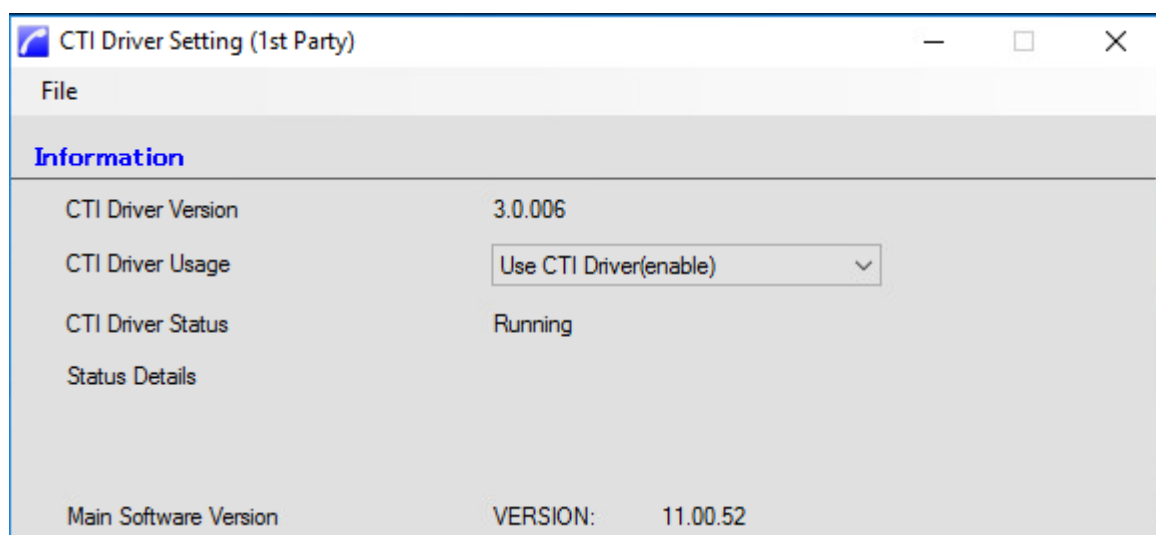 CTI Driver Setting (1st Party)
File
Information
CTI Driver Version 3.0.006
CTI Driver Usage Use CTI Driver(enable)
CTI Driver Status Running
Status Details
Main Software Version VERSION: 11.00.52